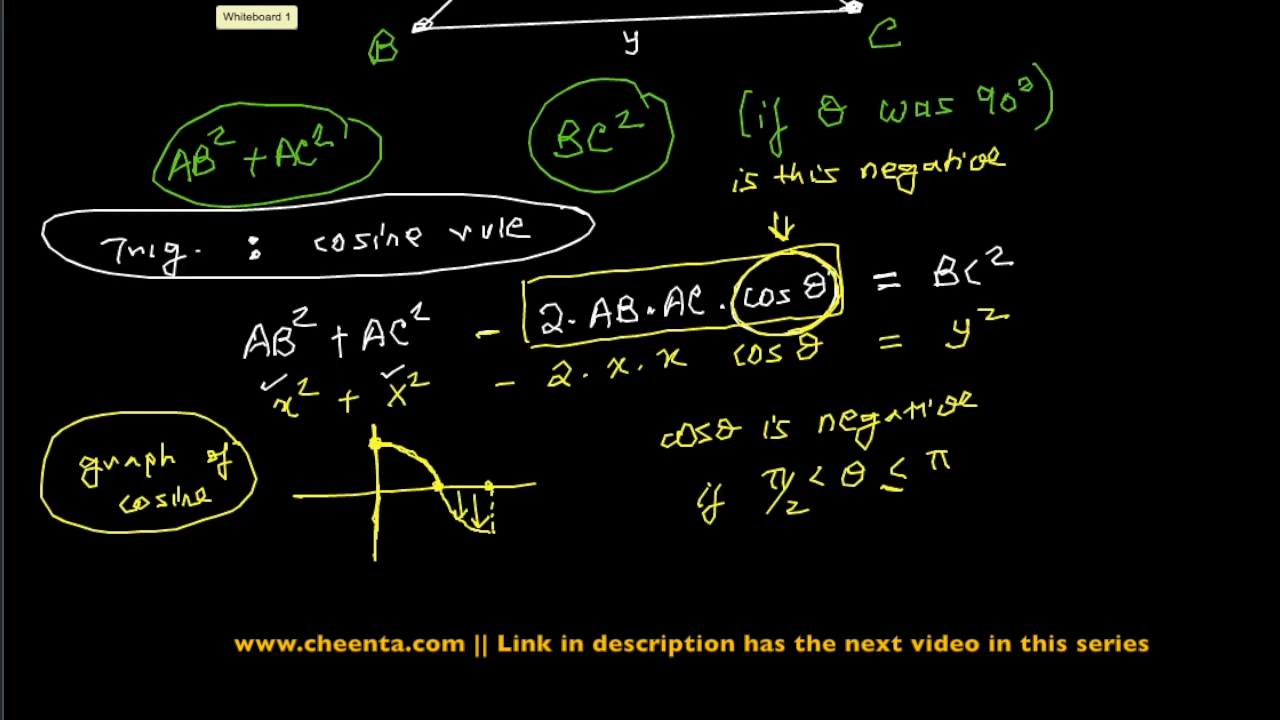 Whiteboard 1
B
y
C
AB² + AC²
BC²
(if θ was 90°)
is this negative
Trig. : cosine rule
AB² + AC² - 2·AB·AC·cos θ = BC²
x² + x² - 2·x·x cos θ = y²
graph of
cosine
cosθ is negative
if π/2 < θ ≤ π
www.cheenta.com || Link in description has the next video in this series